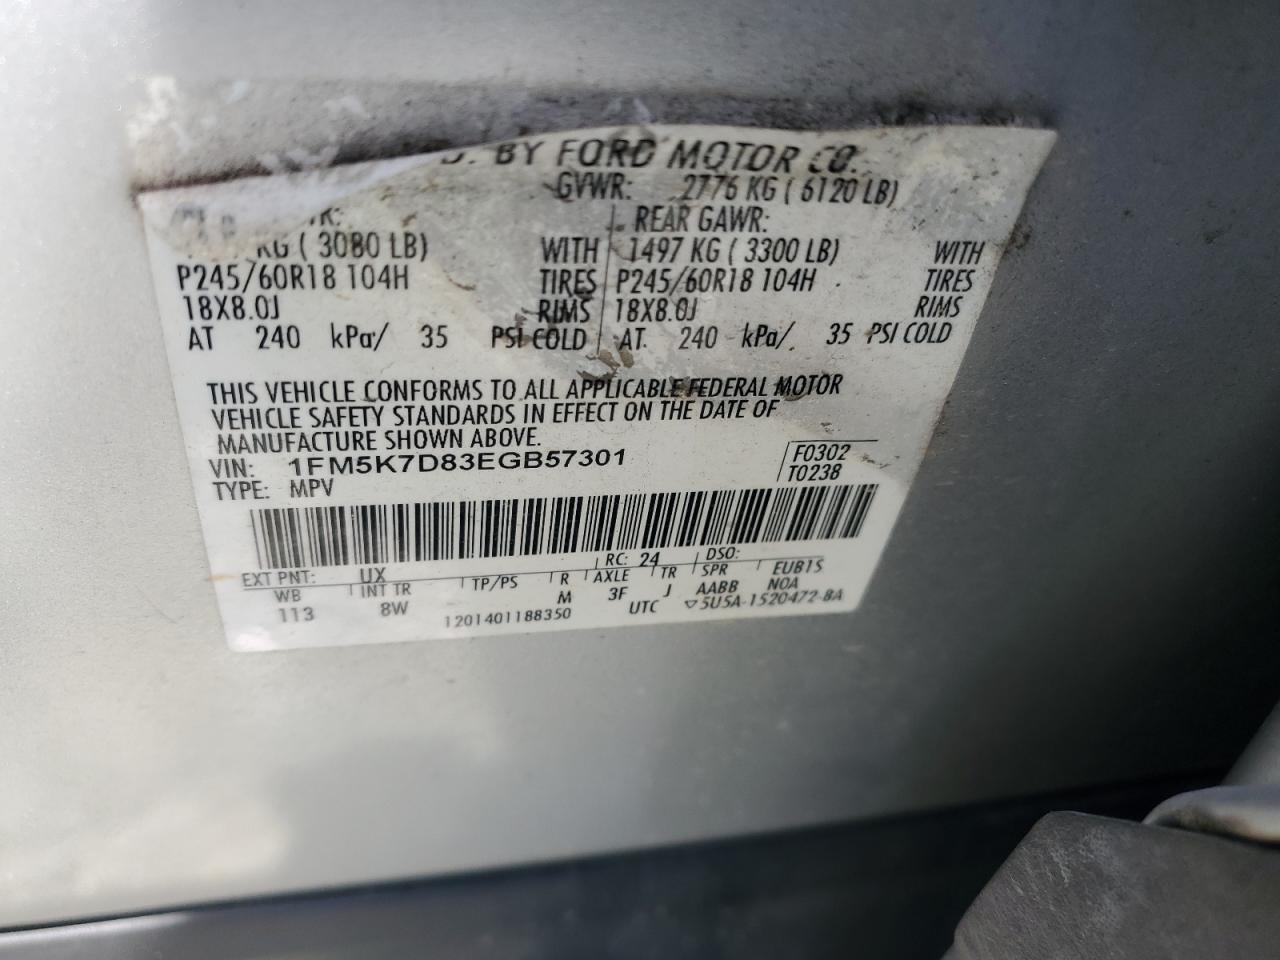 BY FORD MOTOR CO.
GVWR: 2776 KG ( 6120 LB)
REAR GAWR:
KG ( 3080 LB) WITH 1497 KG ( 3300 LB) WITH
P245/60R18 104H TIRES P245/60R18 104H TIRES
18X8.0J RIMS 18X8.0J RIMS
AT 240 kPa/ 35 PSI COLD AT 240 kPa/ 35 PSI COLD
THIS VEHICLE CONFORMS TO ALL APPLICABLE FEDERAL MOTOR
VEHICLE SAFETY STANDARDS IN EFFECT ON THE DATE OF
MANUFACTURE SHOWN ABOVE.
VIN: 1FM5K7D83EGB57301 F0302
TYPE: MPV T0238
EXT PNT: UX RC: 24 DSO:
WB INT TR TP/PS R AXLE TR SPR EUB1S
113 8W M 3F J AABB NOA
1201401188350 UTC ▽5U5A-1520472-BA